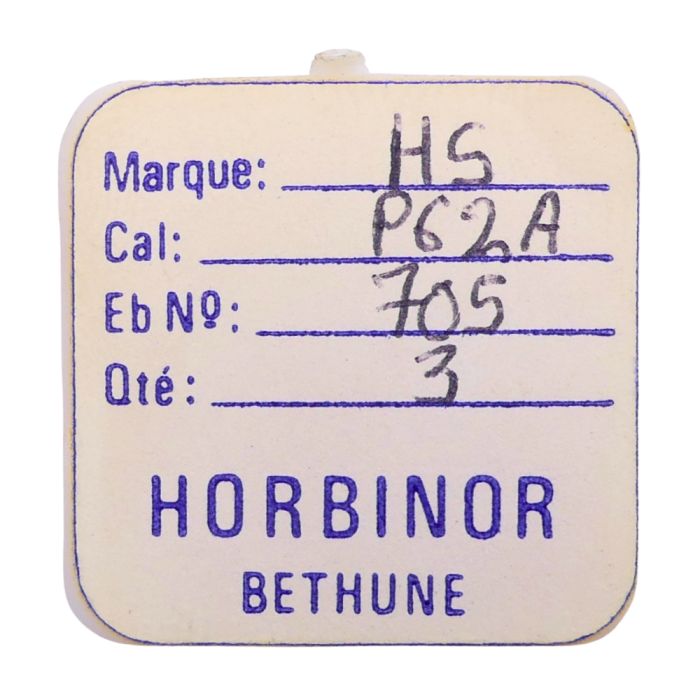 Marque: HS
Cal: P62A
Eb Nº: 705
Qté: 3
HORBINOR
BETHUNE